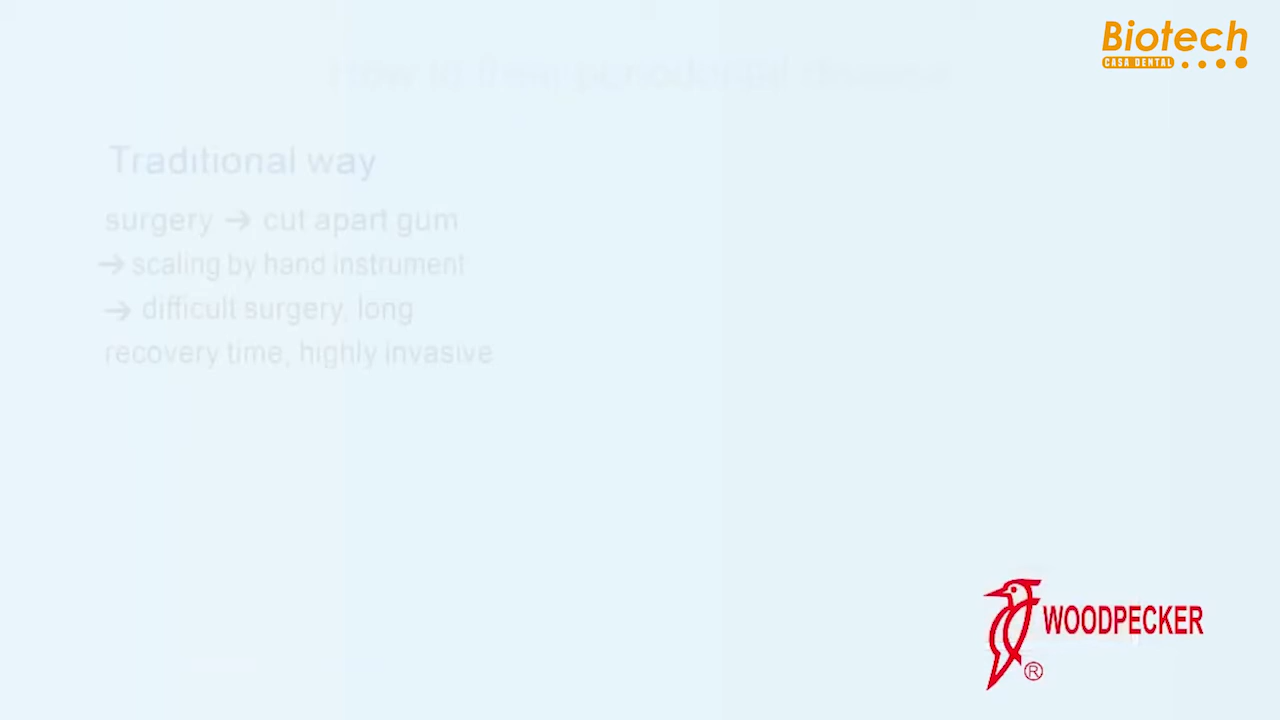 Biotech
CASA DENTAL
How to treat periodontal disease
Traditional way
surgery → cut apart gum
→ scaling by hand instrument
→ difficult surgery, long
recovery time, highly invasive
WOODPECKER
®